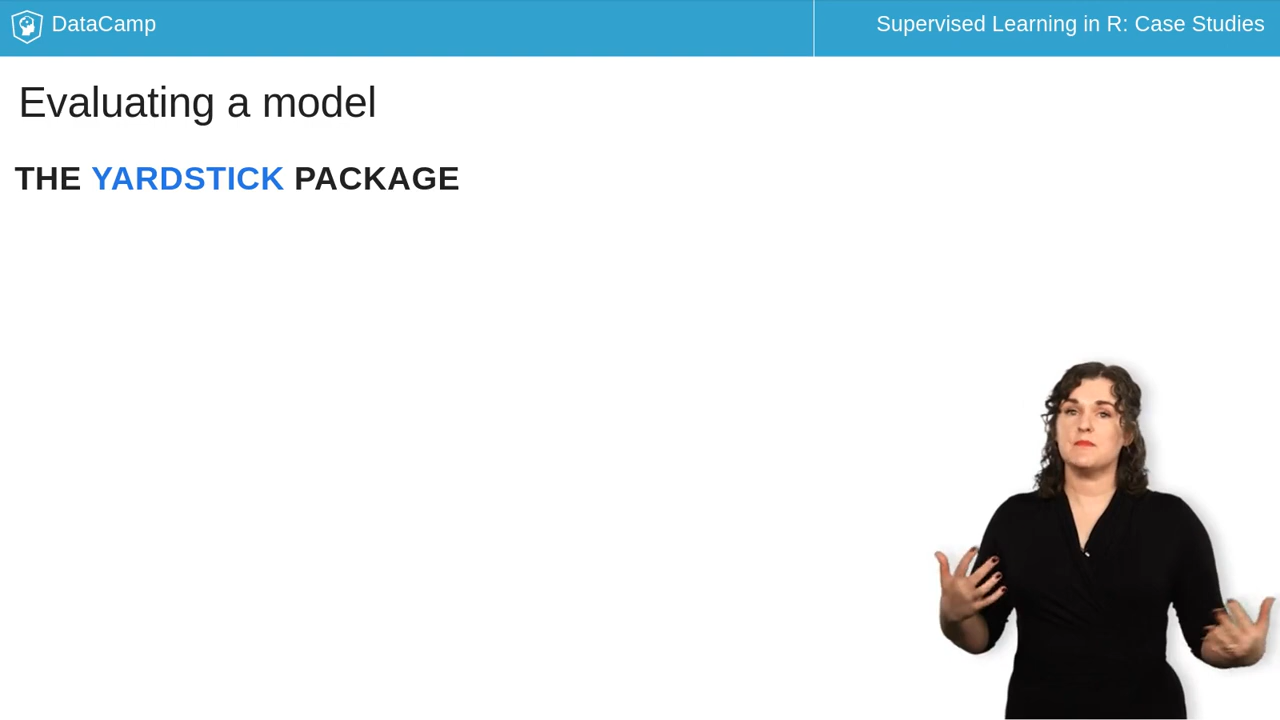 DataCamp
Supervised Learning in R: Case Studies
Evaluating a model
THE YARDSTICK PACKAGE